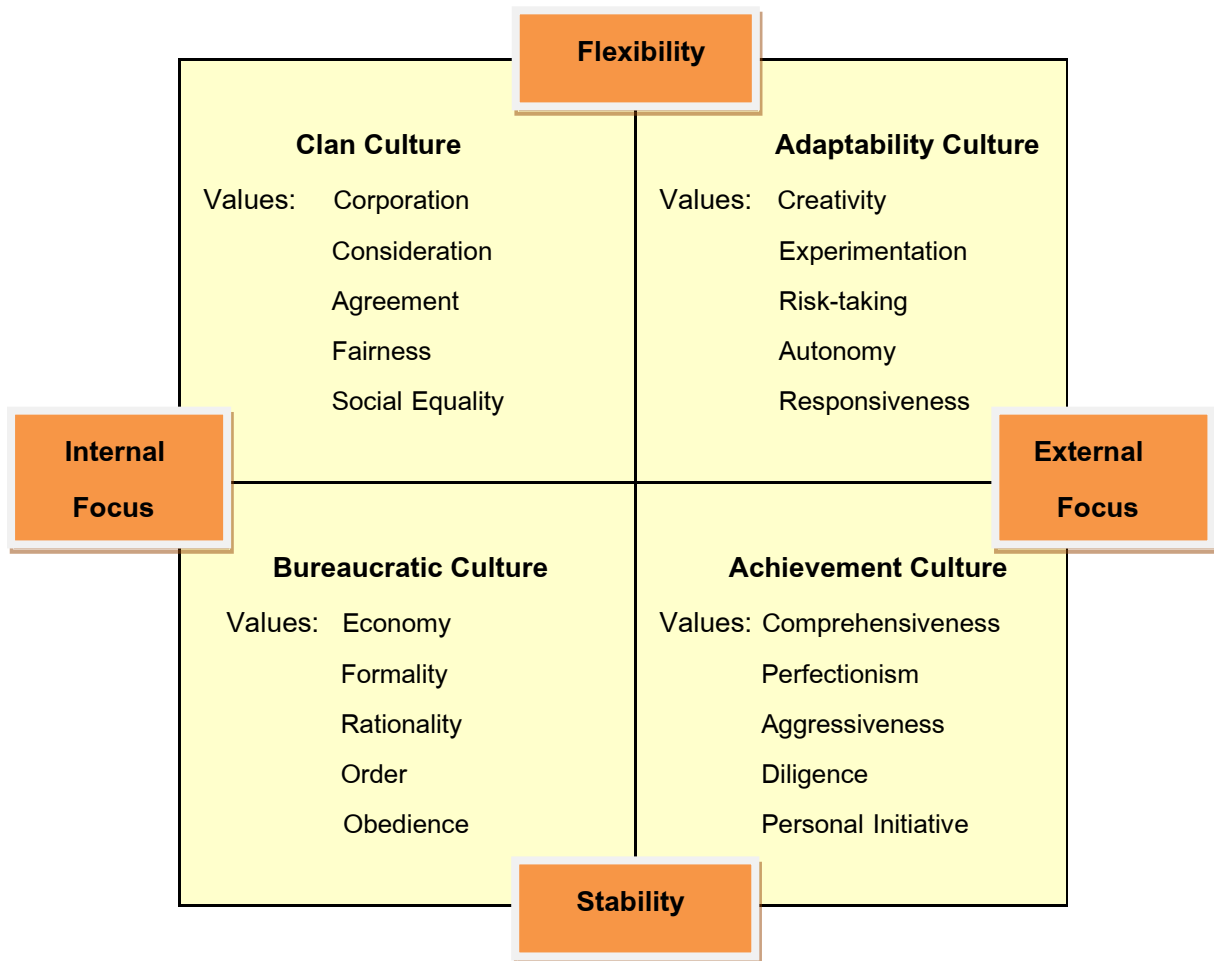 Flexibility
Clan Culture
Values: Corporation
Consideration
Agreement
Fairness
Social Equality
Adaptability Culture
Values: Creativity
Experimentation
Risk-taking
Autonomy
Responsiveness
Internal
Focus
External
Focus
Bureaucratic Culture
Values: Economy
Formality
Rationality
Order
Obedience
Achievement Culture
Values: Comprehensiveness
Perfectionism
Aggressiveness
Diligence
Personal Initiative
Stability